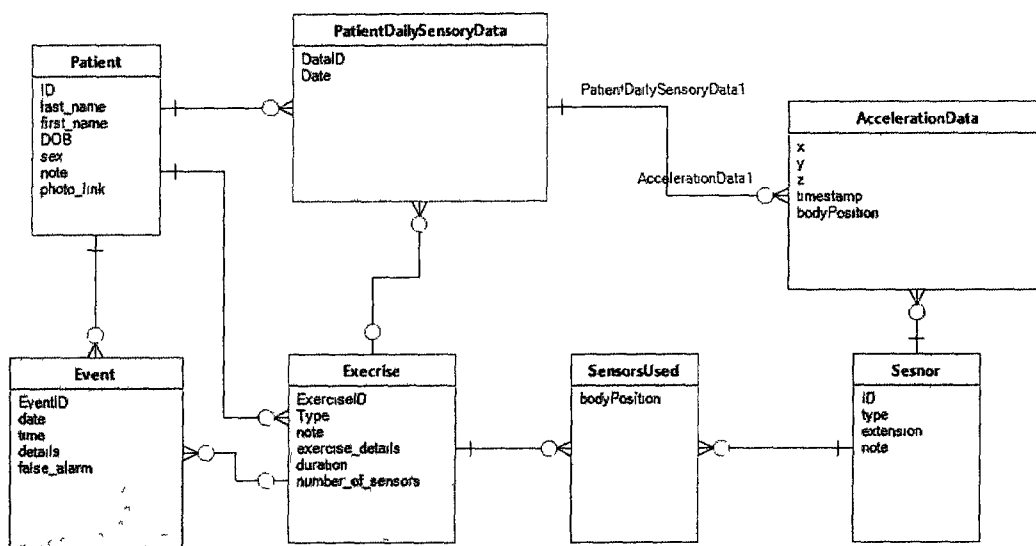 PatientDailySensoryData
DataID
Date
Patient
ID
last_name
first_name
DOB
sex
note
photo_link
PatientDailySensoryData1
AccelerationData1
AccelerationData
x
y
z
timestamp
bodyPosition
Event
EventID
date
time
details
false_alarm
Execrise
ExerciseID
Type
note
exercise_details
duration
number_of_sensors
SensorsUsed
bodyPosition
Sesnor
ID
type
extension
note